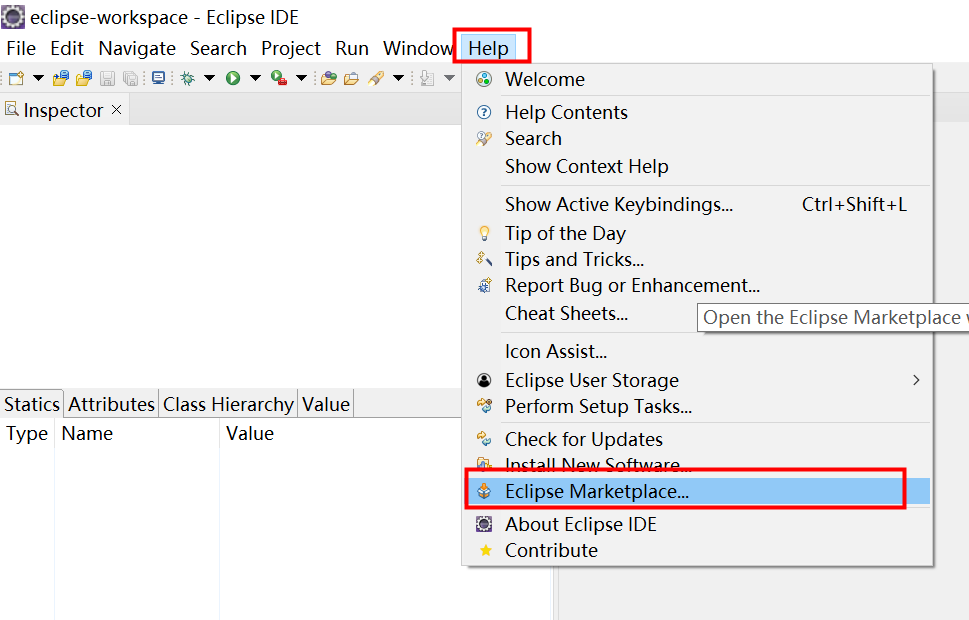 eclipse-workspace - Eclipse IDE
File Edit Navigate Search Project Run Window Help
Inspector
Welcome
Help Contents
Search
Show Context Help
Show Active Keybindings... Ctrl+Shift+L
Tip of the Day
Tips and Tricks...
Report Bug or Enhancement...
Cheat Sheets...
Open the Eclipse Marketplace
Icon Assist...
Eclipse User Storage
Perform Setup Tasks...
Statics Attributes Class Hierarchy Value
Type Name Value
Check for Updates
Install New Software...
Eclipse Marketplace...
About Eclipse IDE
Contribute